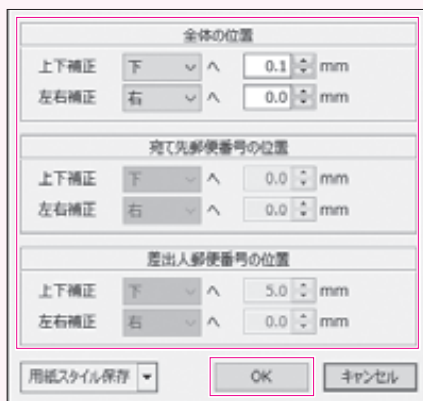 全体の位置
上下補正 下 へ 0.1 mm
左右補正 右 へ 0.0 mm
宛て先郵便番号の位置
上下補正 下 へ 0.0 mm
左右補正 右 へ 0.0 mm
差出人郵便番号の位置
上下補正 下 へ 5.0 mm
左右補正 右 へ 0.0 mm
用紙スタイル保存 OK キャンセル